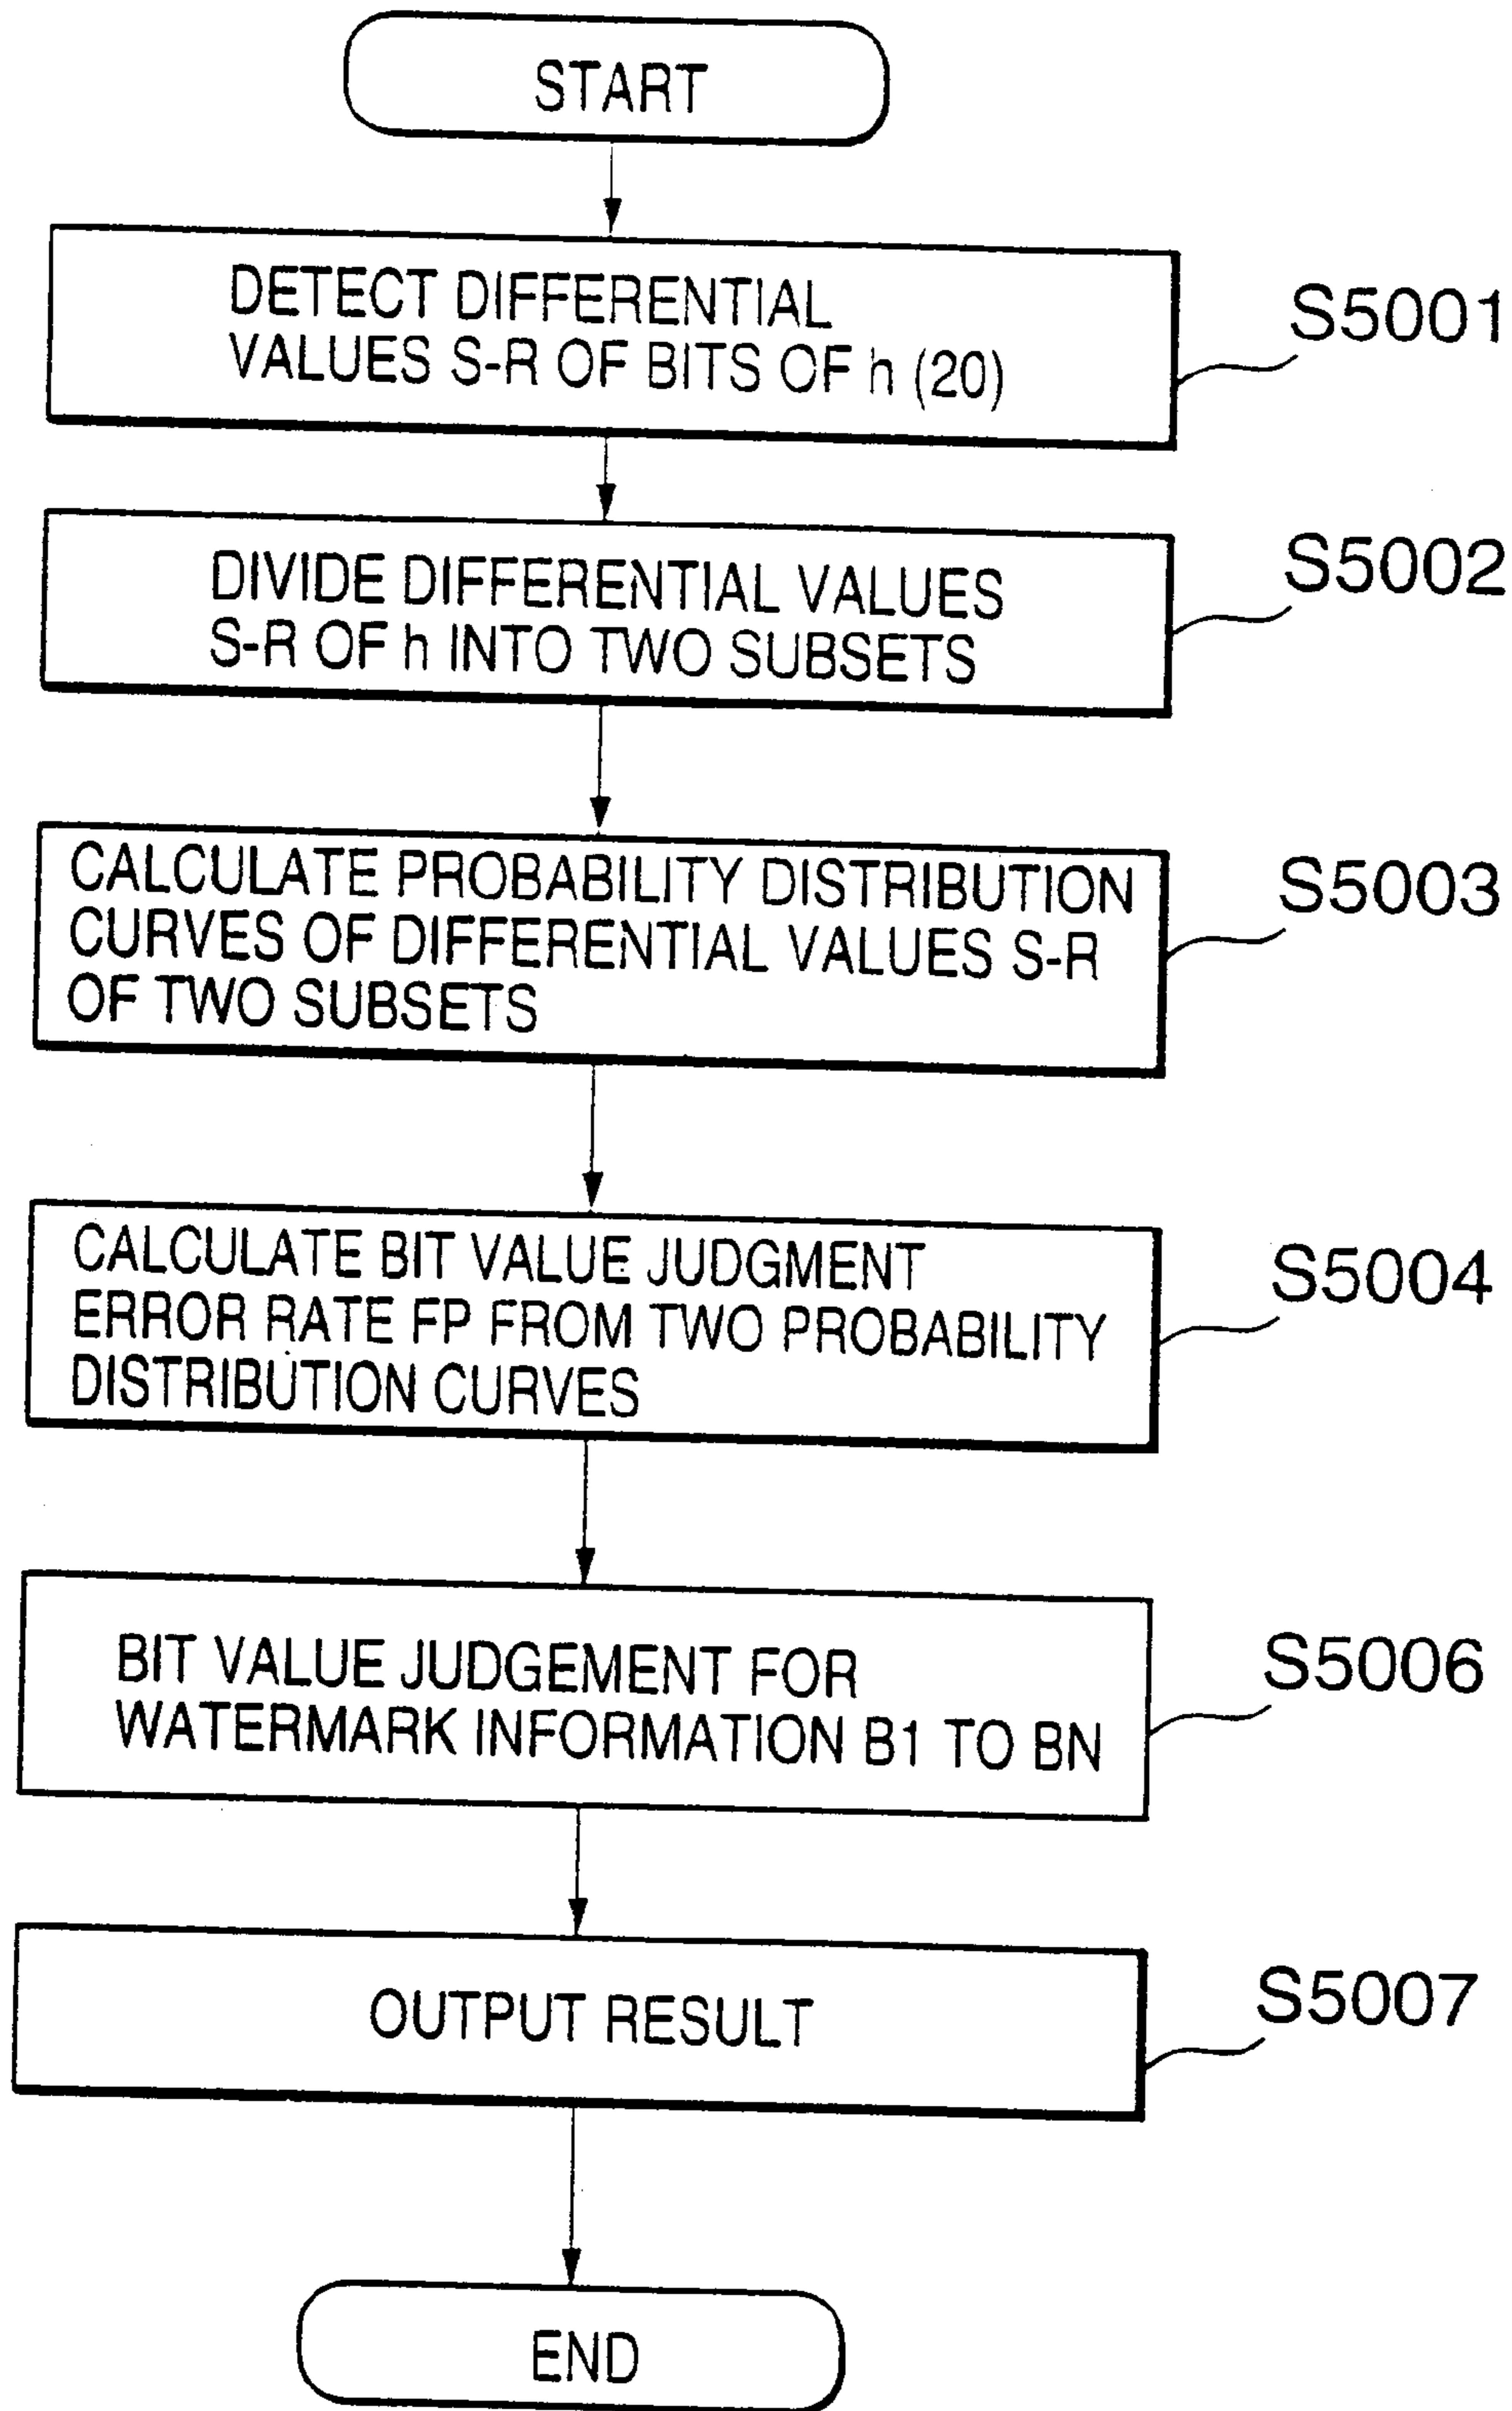 START
DETECT DIFFERENTIAL
VALUES S-R OF BITS OF h (20)
S5001
DIVIDE DIFFERENTIAL VALUES
S-R OF h INTO TWO SUBSETS
S5002
CALCULATE PROBABILITY DISTRIBUTION
CURVES OF DIFFERENTIAL VALUES S-R
OF TWO SUBSETS
S5003
CALCULATE BIT VALUE JUDGMENT
ERROR RATE FP FROM TWO PROBABILITY
DISTRIBUTION CURVES
S5004
BIT VALUE JUDGEMENT FOR
WATERMARK INFORMATION B1 TO BN
S5006
OUTPUT RESULT
S5007
END